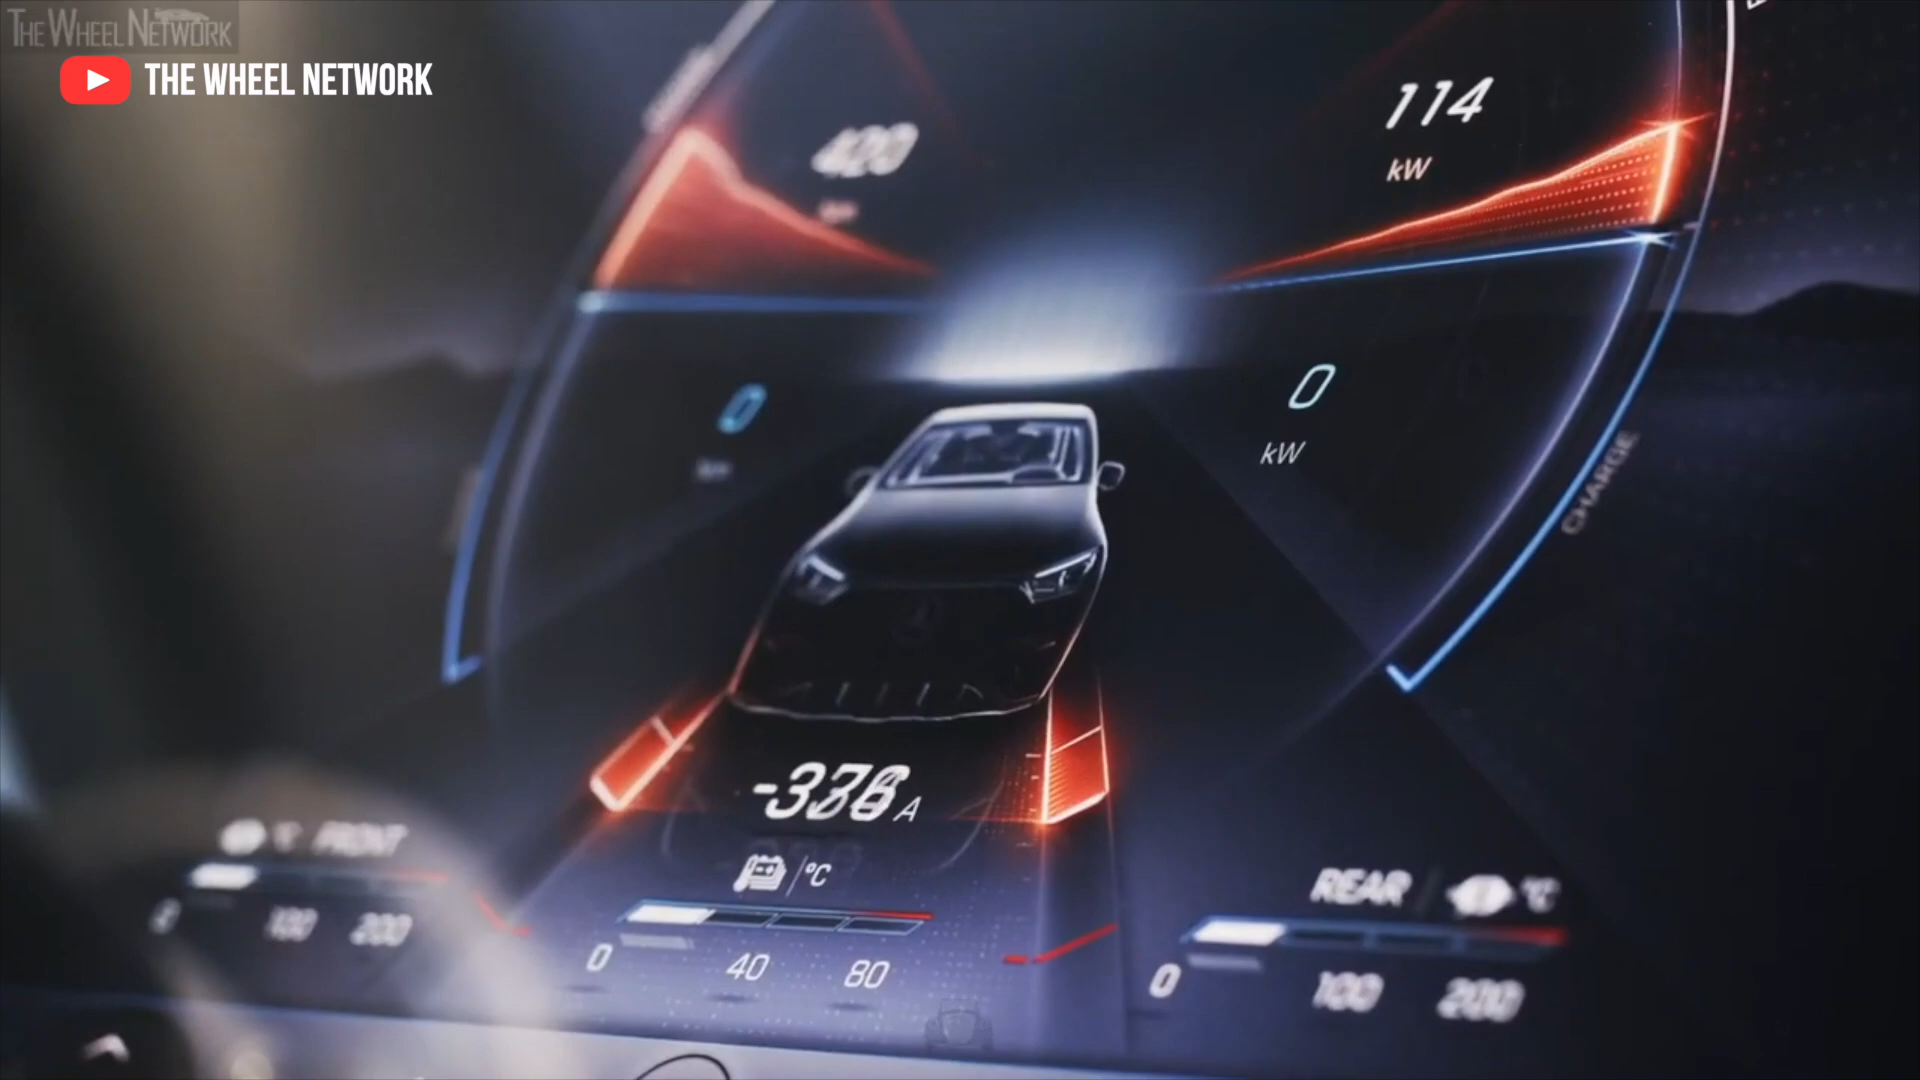 THE WHEEL NETWORK
THE WHEEL NETWORK
420
114
kW
0
0
kW
CHARGE
A
°C FRONT
/°C
REAR / °C
0 40 80
100 200
0 100 200